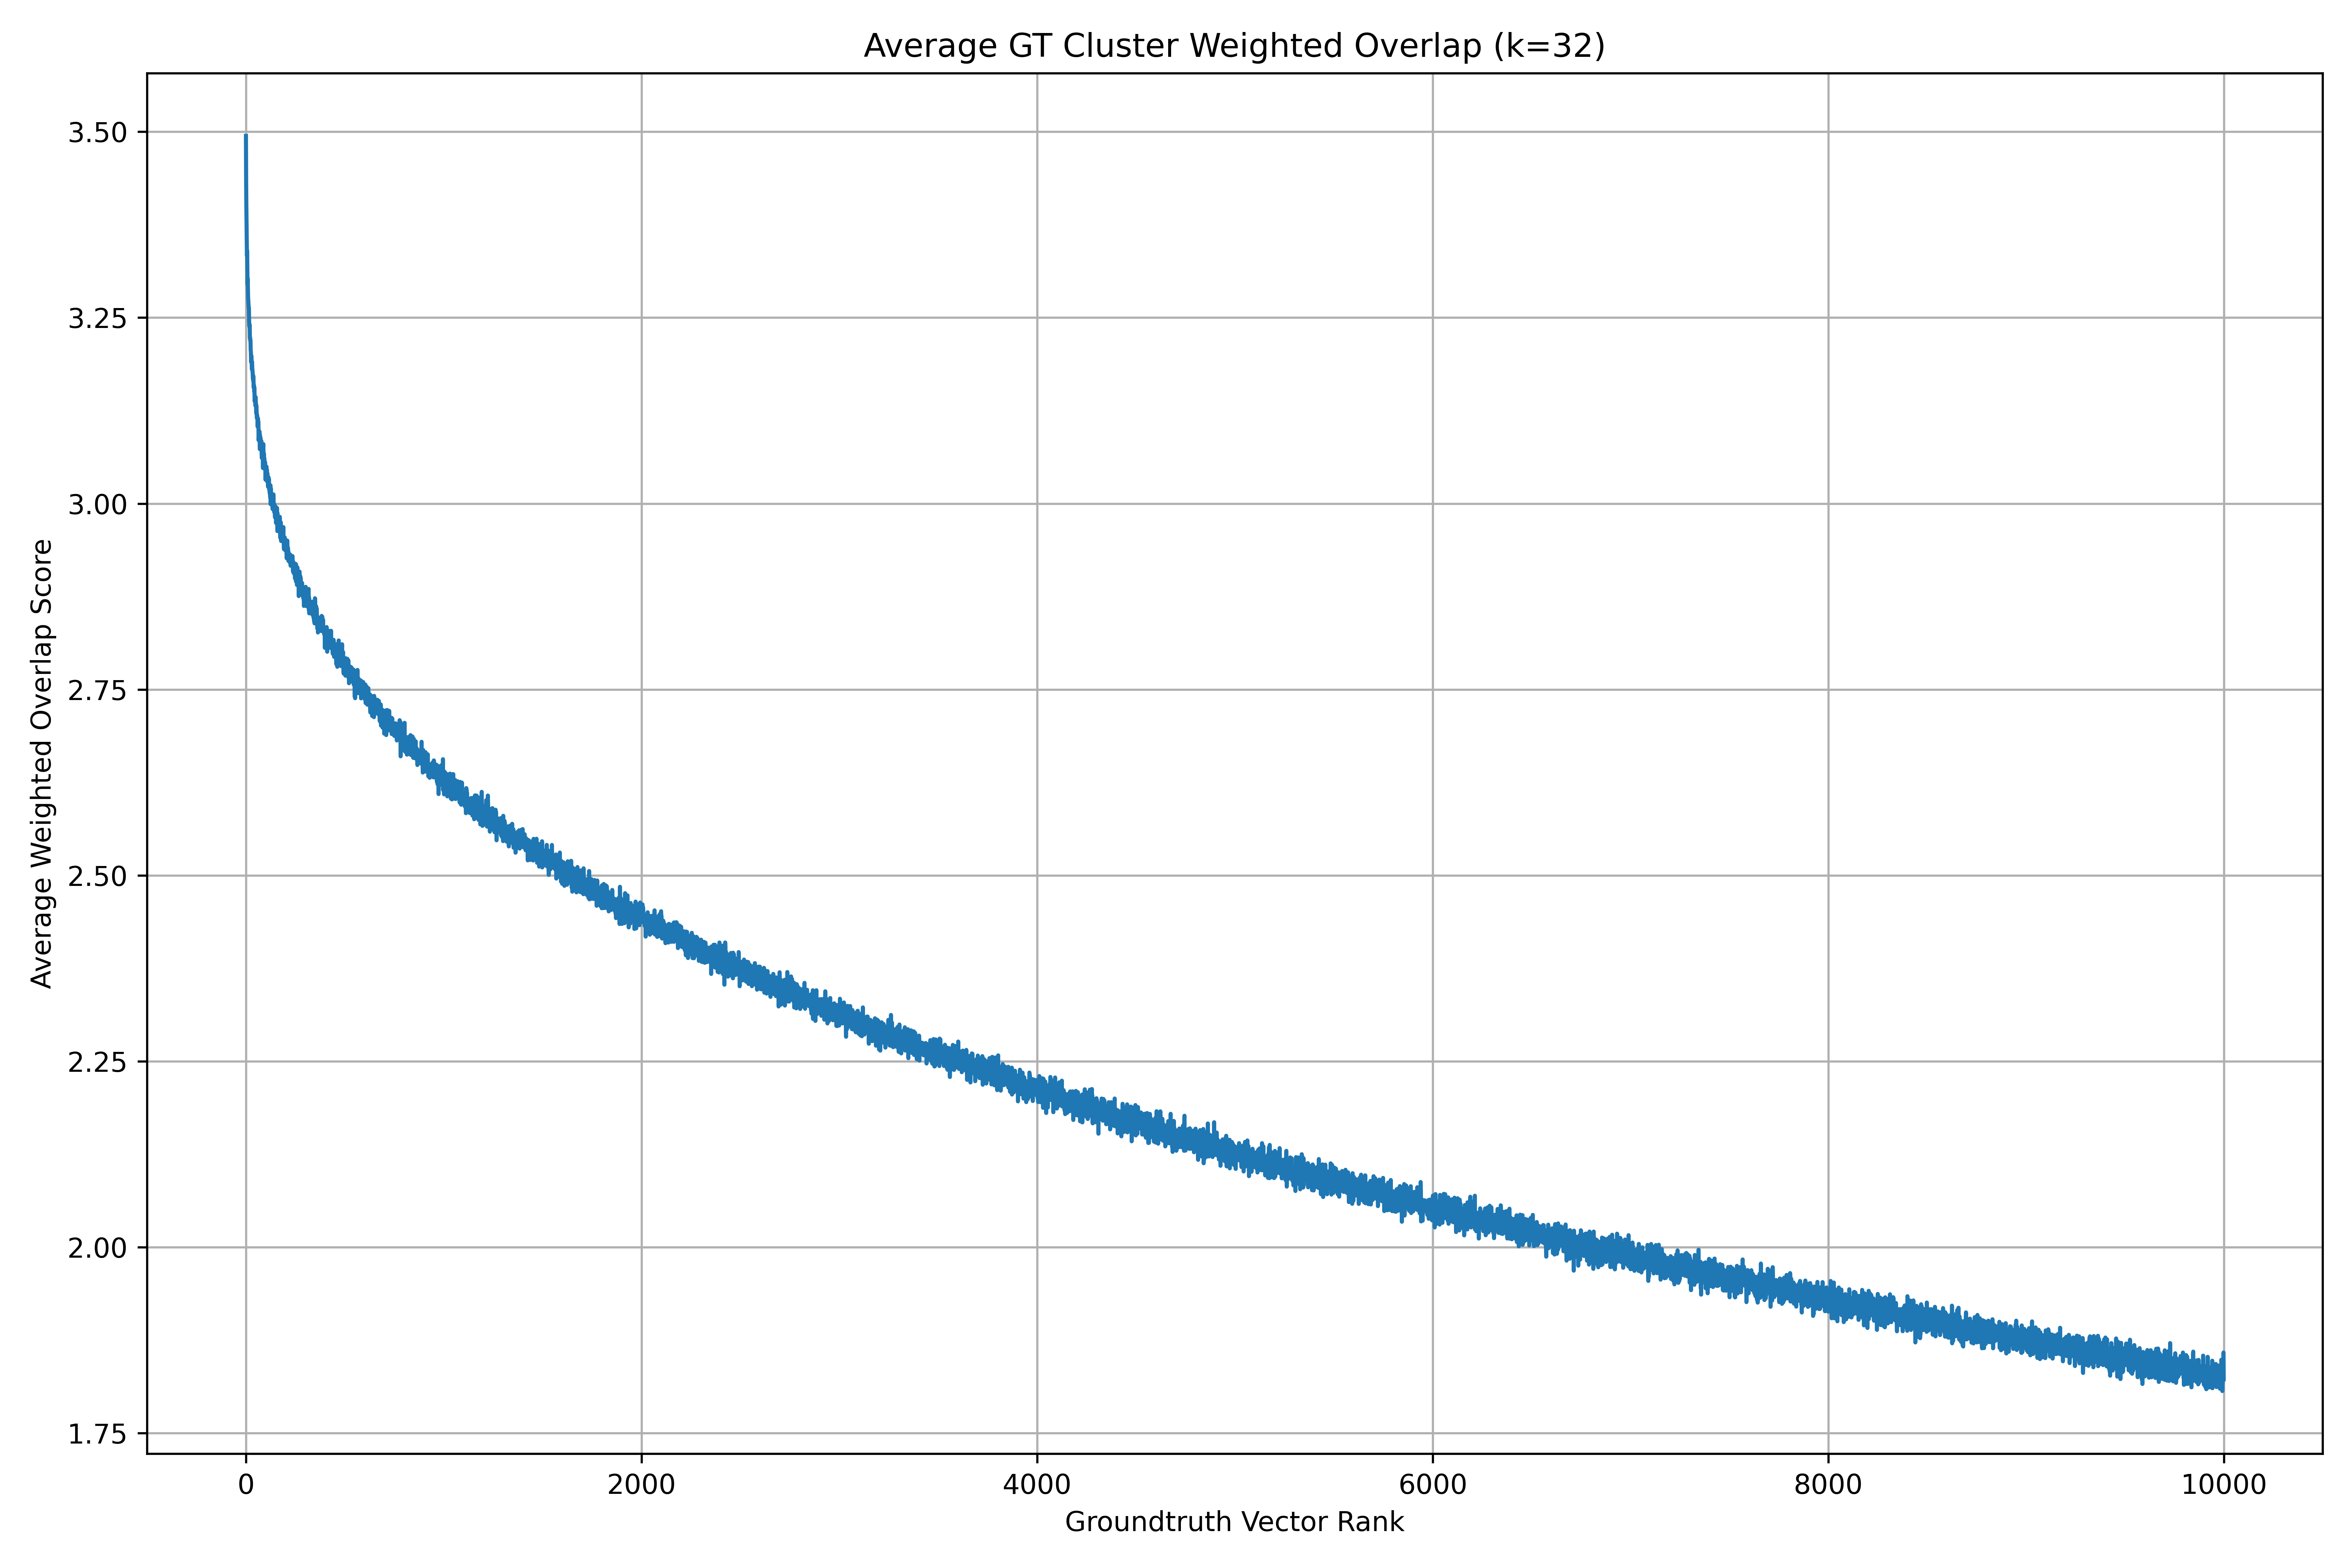 Average GT Cluster Weighted Overlap (k=32)
Average Weighted Overlap Score
3.50
3.25
3.00
2.75
2.50
2.25
2.00
1.75
0 2000 4000 6000 8000 10000
Groundtruth Vector Rank